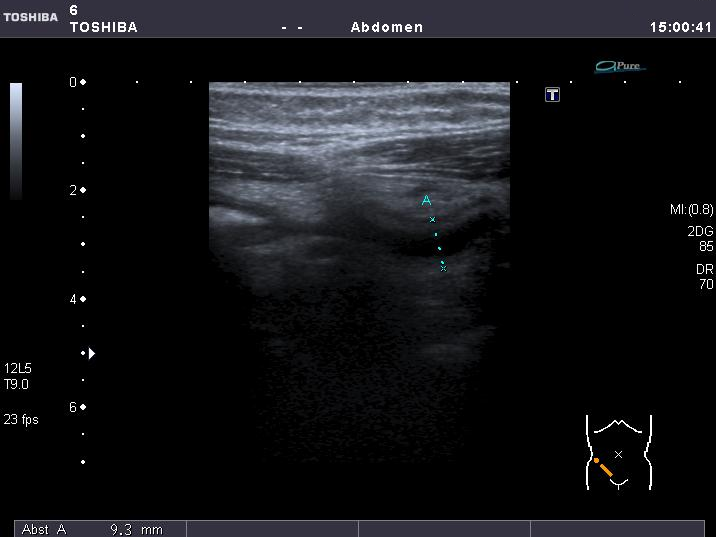 TOSHIBA
6
TOSHIBA - - Abdomen 15:00:41
aPure
T
0
2
4
6
A
MI:(0.8)
2DG
85
DR
70
12L5
T9.0
23 fps
Abst A 9.3 mm